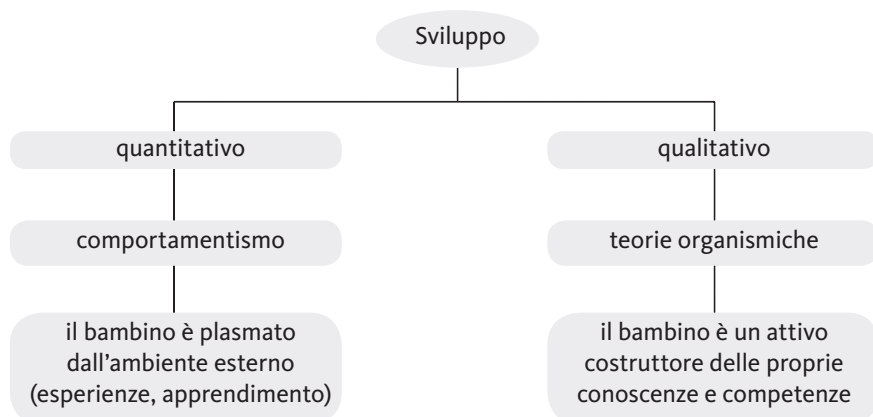 Sviluppo
quantitativo
qualitativo
comportamentismo
teorie organismiche
il bambino è plasmato
dall'ambiente esterno
(esperienze, apprendimento)
il bambino è un attivo
costruttore delle proprie
conoscenze e competenze